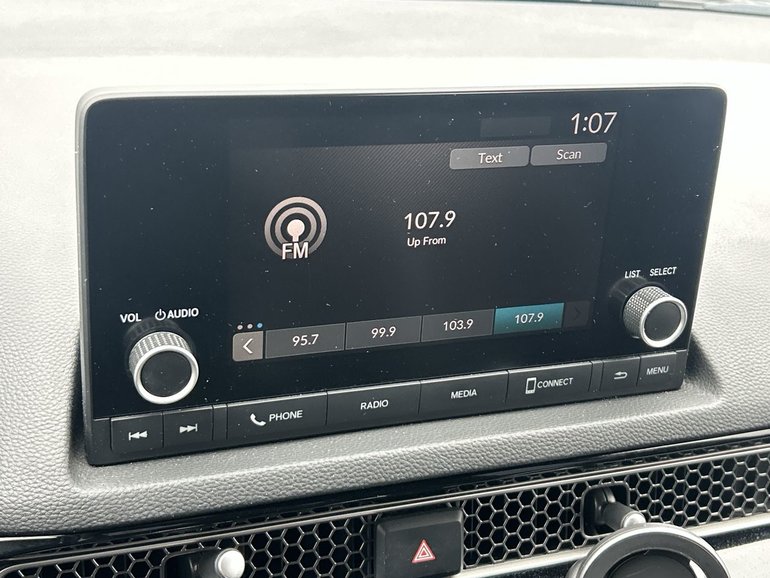 1:07
Text Scan
107.9
Up From
FM
95.7 99.9 103.9 107.9
VOL AUDIO
LIST SELECT
PHONE RADIO MEDIA CONNECT MENU